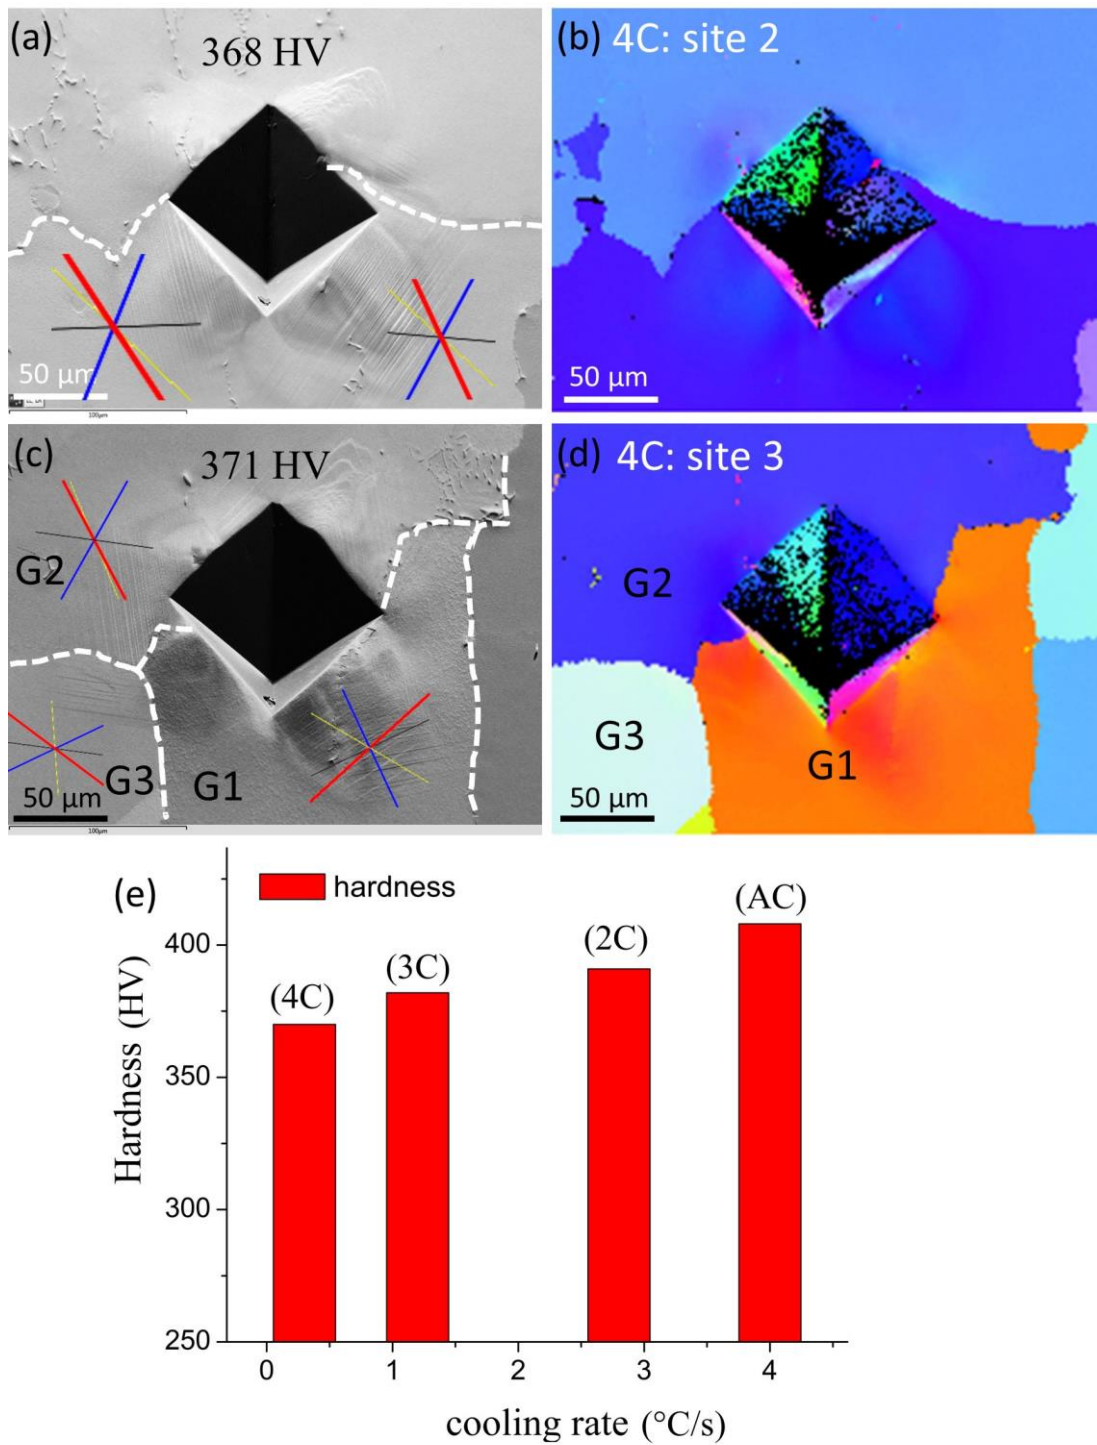 (a)
368 HV
50 µm
100µm
(b) 4C: site 2
50 µm
(c)
371 HV
G2
G3
G1
50 µm
100µm
(d) 4C: site 3
G2
G3
G1
50 µm
(e)
hardness
(4C)
(3C)
(2C)
(AC)
400
350
300
250
Hardness (HV)
0 1 2 3 4
cooling rate (°C/s)